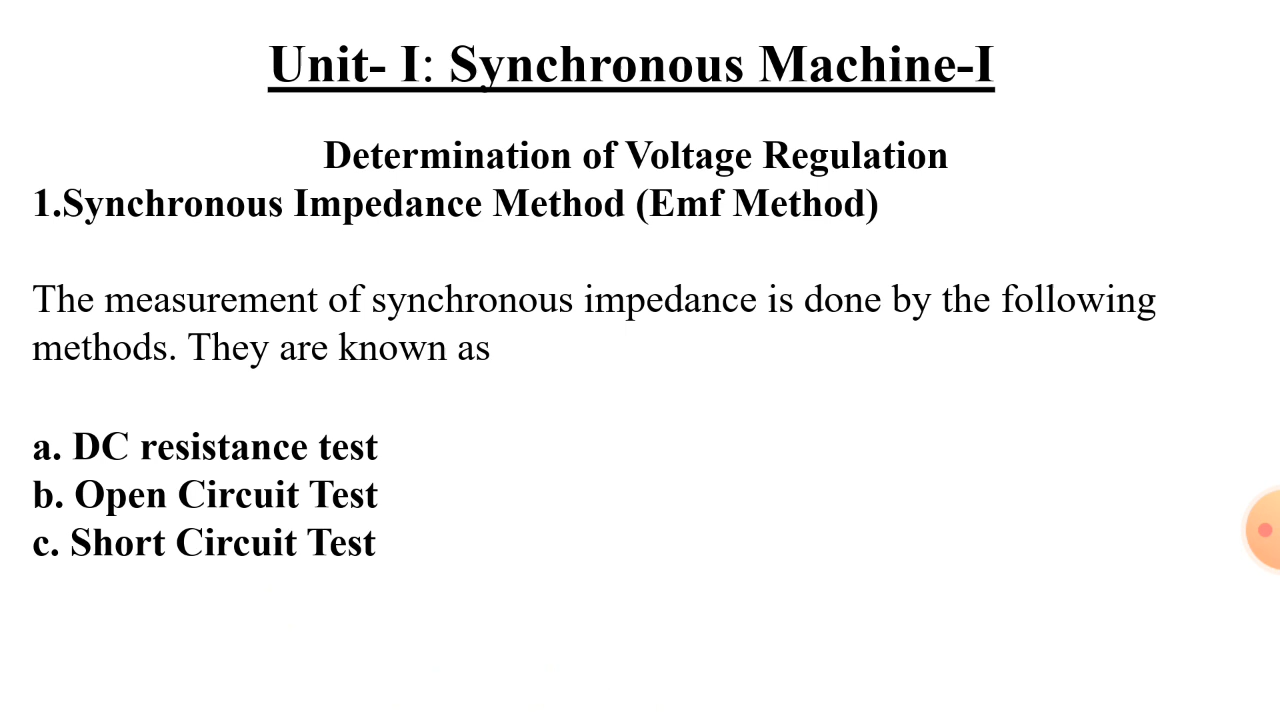 Unit- I: Synchronous Machine-I
Determination of Voltage Regulation
1.Synchronous Impedance Method (Emf Method)
The measurement of synchronous impedance is done by the following
methods. They are known as
a. DC resistance test
b. Open Circuit Test
c. Short Circuit Test